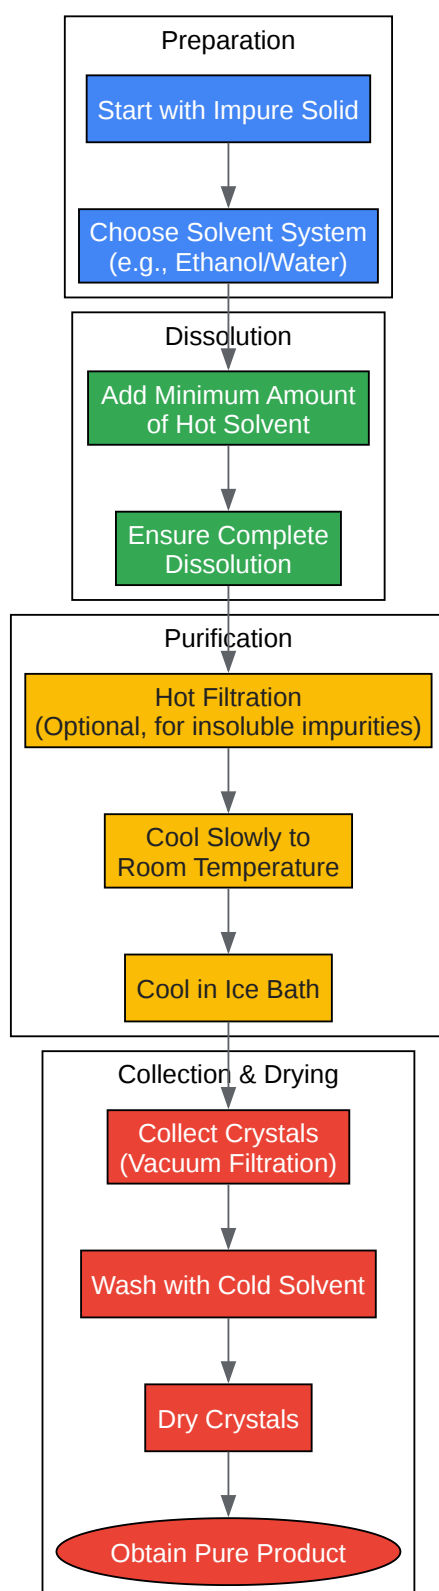 Preparation
Start with Impure Solid
Choose Solvent System
(e.g., Ethanol/Water)
Dissolution
Add Minimum Amount
of Hot Solvent
Ensure Complete
Dissolution
Purification
Hot Filtration
(Optional, for insoluble impurities)
Cool Slowly to
Room Temperature
Cool in Ice Bath
Collection & Drying
Collect Crystals
(Vacuum Filtration)
Wash with Cold Solvent
Dry Crystals
Obtain Pure Product